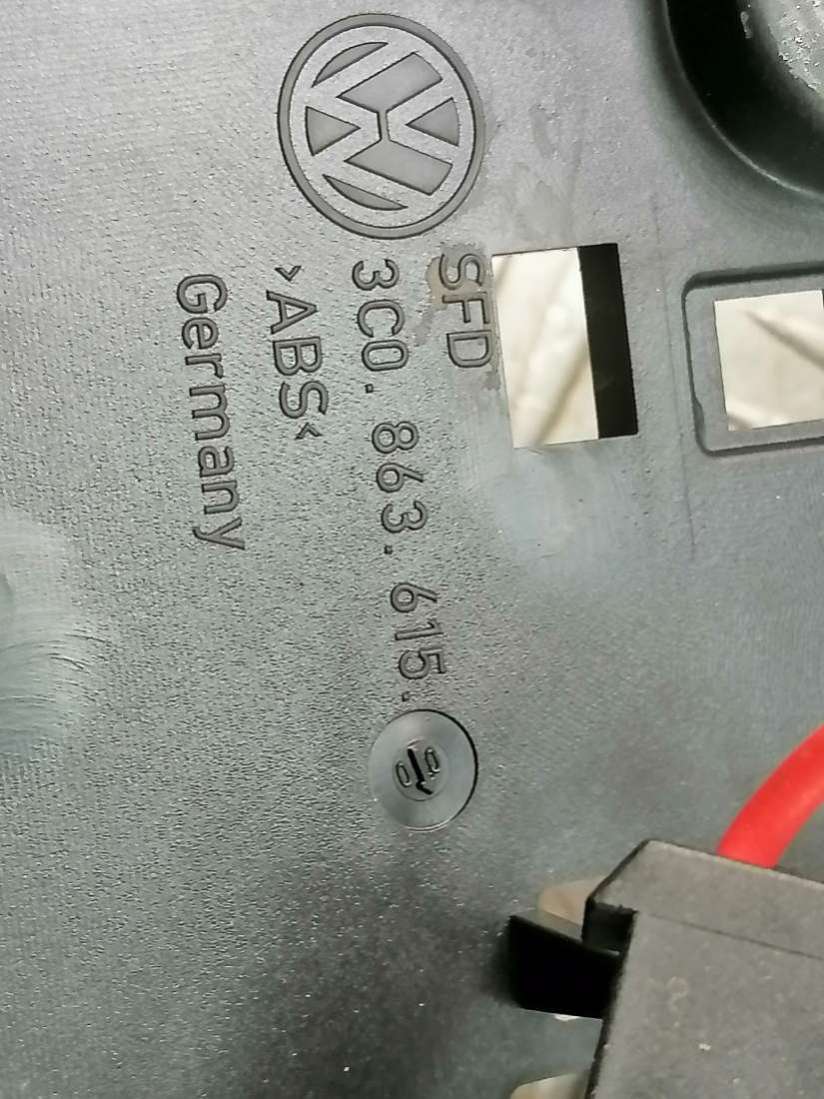 SFD
3C0.863.615.
>ABS<
Germany